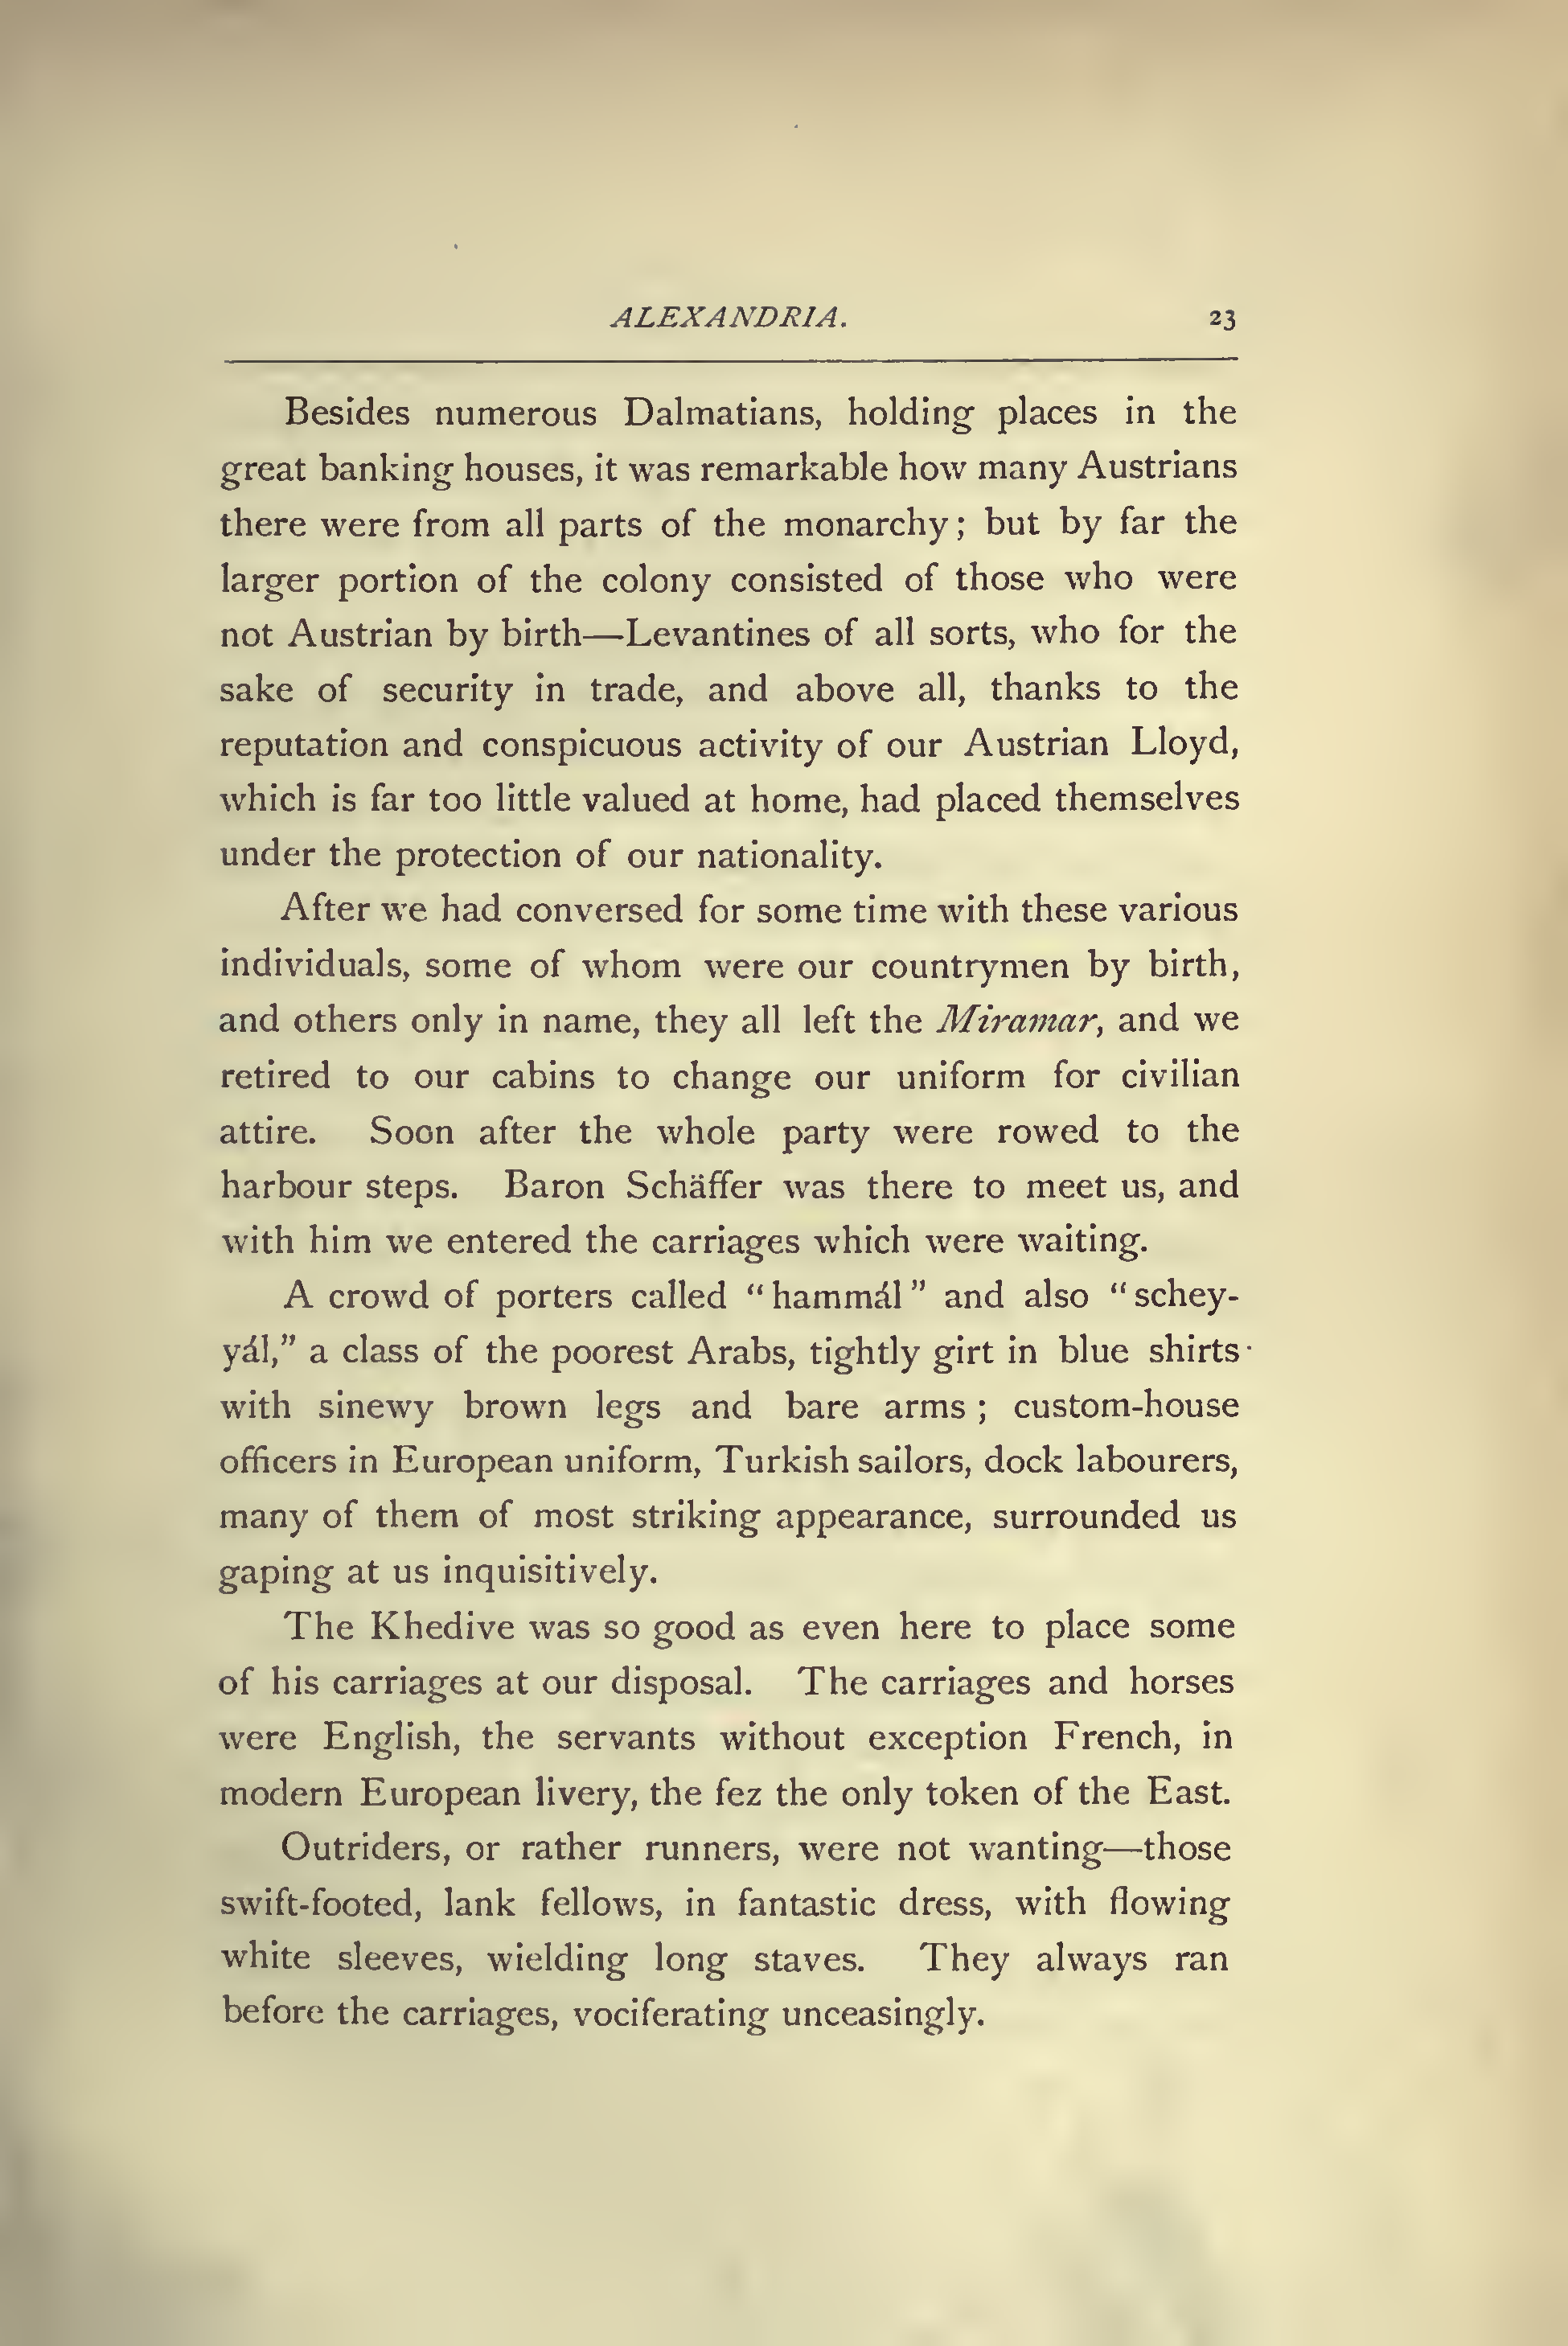 ALEXANDRIA. 23
Besides numerous Dalmatians, holding places in the
great banking houses, it was remarkable how many Austrians
there were from all parts of the monarchy; but by far the
larger portion of the colony consisted of those who were
not Austrian by birth—Levantines of all sorts, who for the
sake of security in trade, and above all, thanks to the
reputation and conspicuous activity of our Austrian Lloyd,
which is far too little valued at home, had placed themselves
under the protection of our nationality.
After we had conversed for some time with these various
individuals, some of whom were our countrymen by birth,
and others only in name, they all left the Miramar, and we
retired to our cabins to change our uniform for civilian
attire. Soon after the whole party were rowed to the
harbour steps. Baron Schäffer was there to meet us, and
with him we entered the carriages which were waiting.
A crowd of porters called "hammál" and also "schey-
yál," a class of the poorest Arabs, tightly girt in blue shirts
with sinewy brown legs and bare arms; custom-house
officers in European uniform, Turkish sailors, dock labourers,
many of them of most striking appearance, surrounded us
gaping at us inquisitively.
The Khedive was so good as even here to place some
of his carriages at our disposal. The carriages and horses
were English, the servants without exception French, in
modern European livery, the fez the only token of the East.
Outriders, or rather runners, were not wanting—those
swift-footed, lank fellows, in fantastic dress, with flowing
white sleeves, wielding long staves. They always ran
before the carriages, vociferating unceasingly.